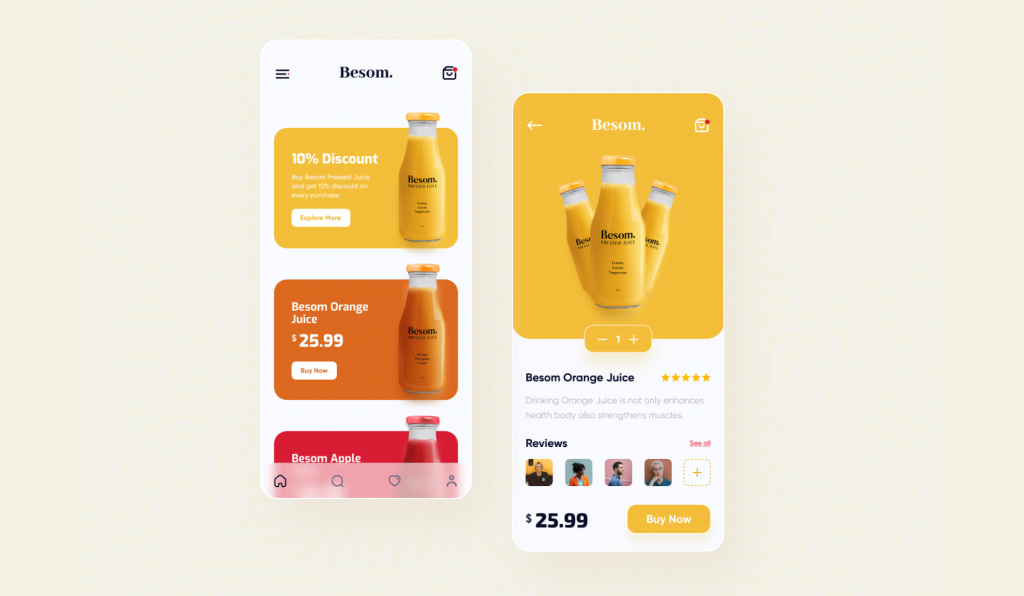 Besom.
10% Discount
Buy Besom Pressed Juice
and get 10% discount on
every purchase
Explore More
Besom.
PRESSED JUICE
Besom Orange
Juice
$ 25.99
Buy Now
Besom.
Besom Apple
Besom.
Besom.
PRESSED JUICE
1
Besom Orange Juice
Drinking Orange Juice is not only enhances
health body also strengthens muscles.
Reviews
See all
$ 25.99
Buy Now